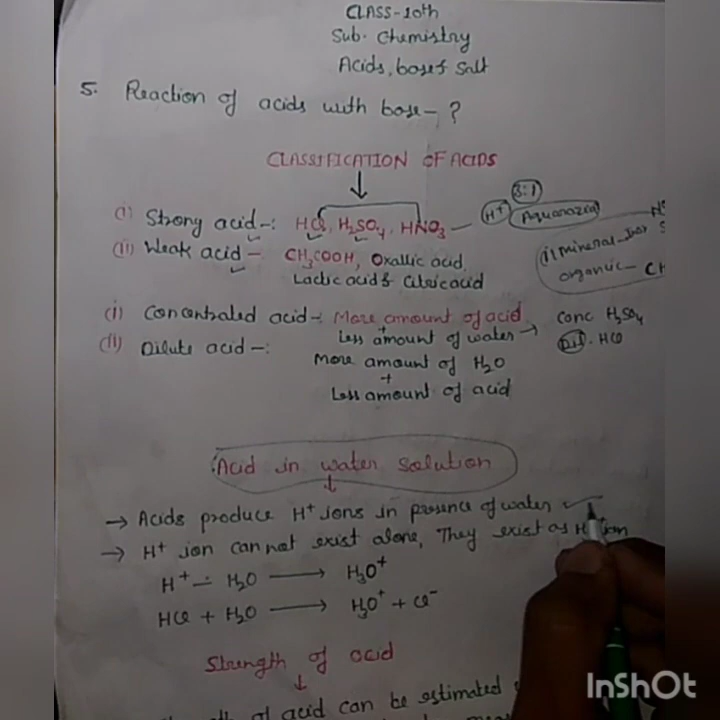 CLASS-10th
Sub. Chemistry
Acids, bases Salt
5. Reaction of acids with base- ?
CLASSIFICATION OF ACIDS
↓
3:1
(i) Strong acid-: HCl, H2SO4, HNO3 - H+ Aquarazia
(ii) Weak acid - CH3COOH, Oxallic acid,
Lactic acid & Citric acid
(i) mineral-
organic- CH
(i) Concentrated acid-: More amount of acid
+
Less amount of water → conc H2SO4
(ii) Dilute acid-: Dil. HCl
More amount of H2O
+
Less amount of acid
Acid in water solution
↓
→ Acids produce H+ ions in presence of water ✓
→ H+ ion can not exist alone, They exist as ion
H+ - H2O ⟶ H3O+
HCl + H2O ⟶ H3O+ + Cl-
Strength of acid
↓
of acid can be estimated
InShOt